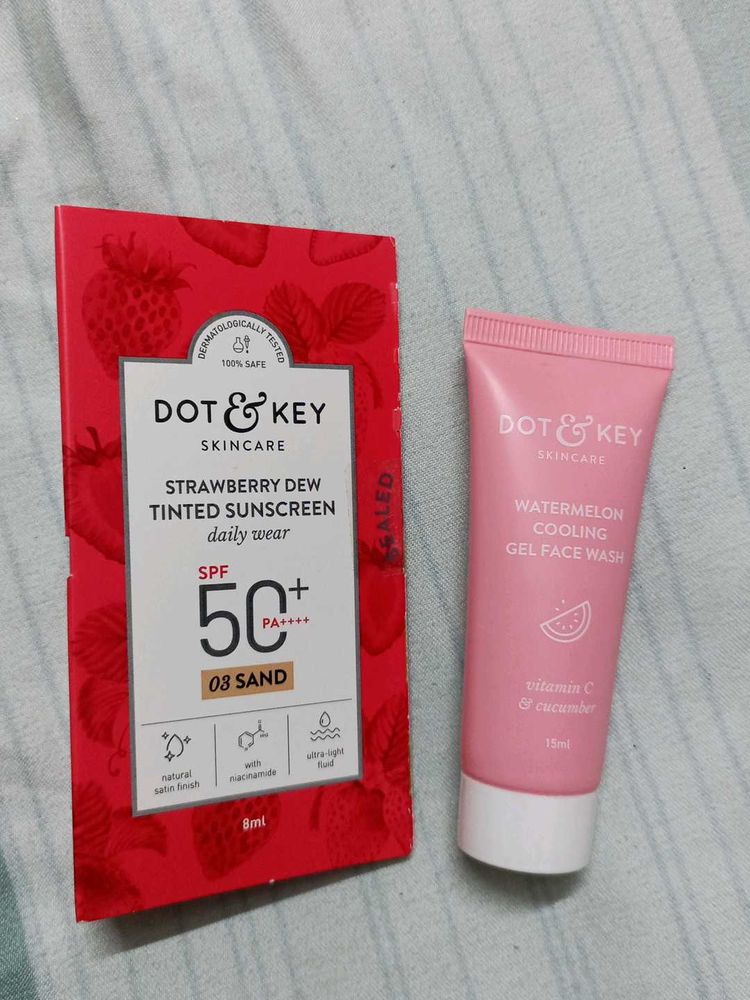 DERMATOLOGICALLY TESTED
100% SAFE
DOT & KEY
SKINCARE
STRAWBERRY DEW
TINTED SUNSCREEN
daily wear
SPF
50+
PA++++
03 SAND
natural
satin finish
with
niacinamide
ultra-light
fluid
8ml
SEALED
DOT & KEY
SKINCARE
WATERMELON
COOLING
GEL FACE WASH
vitamin C
& cucumber
15ml